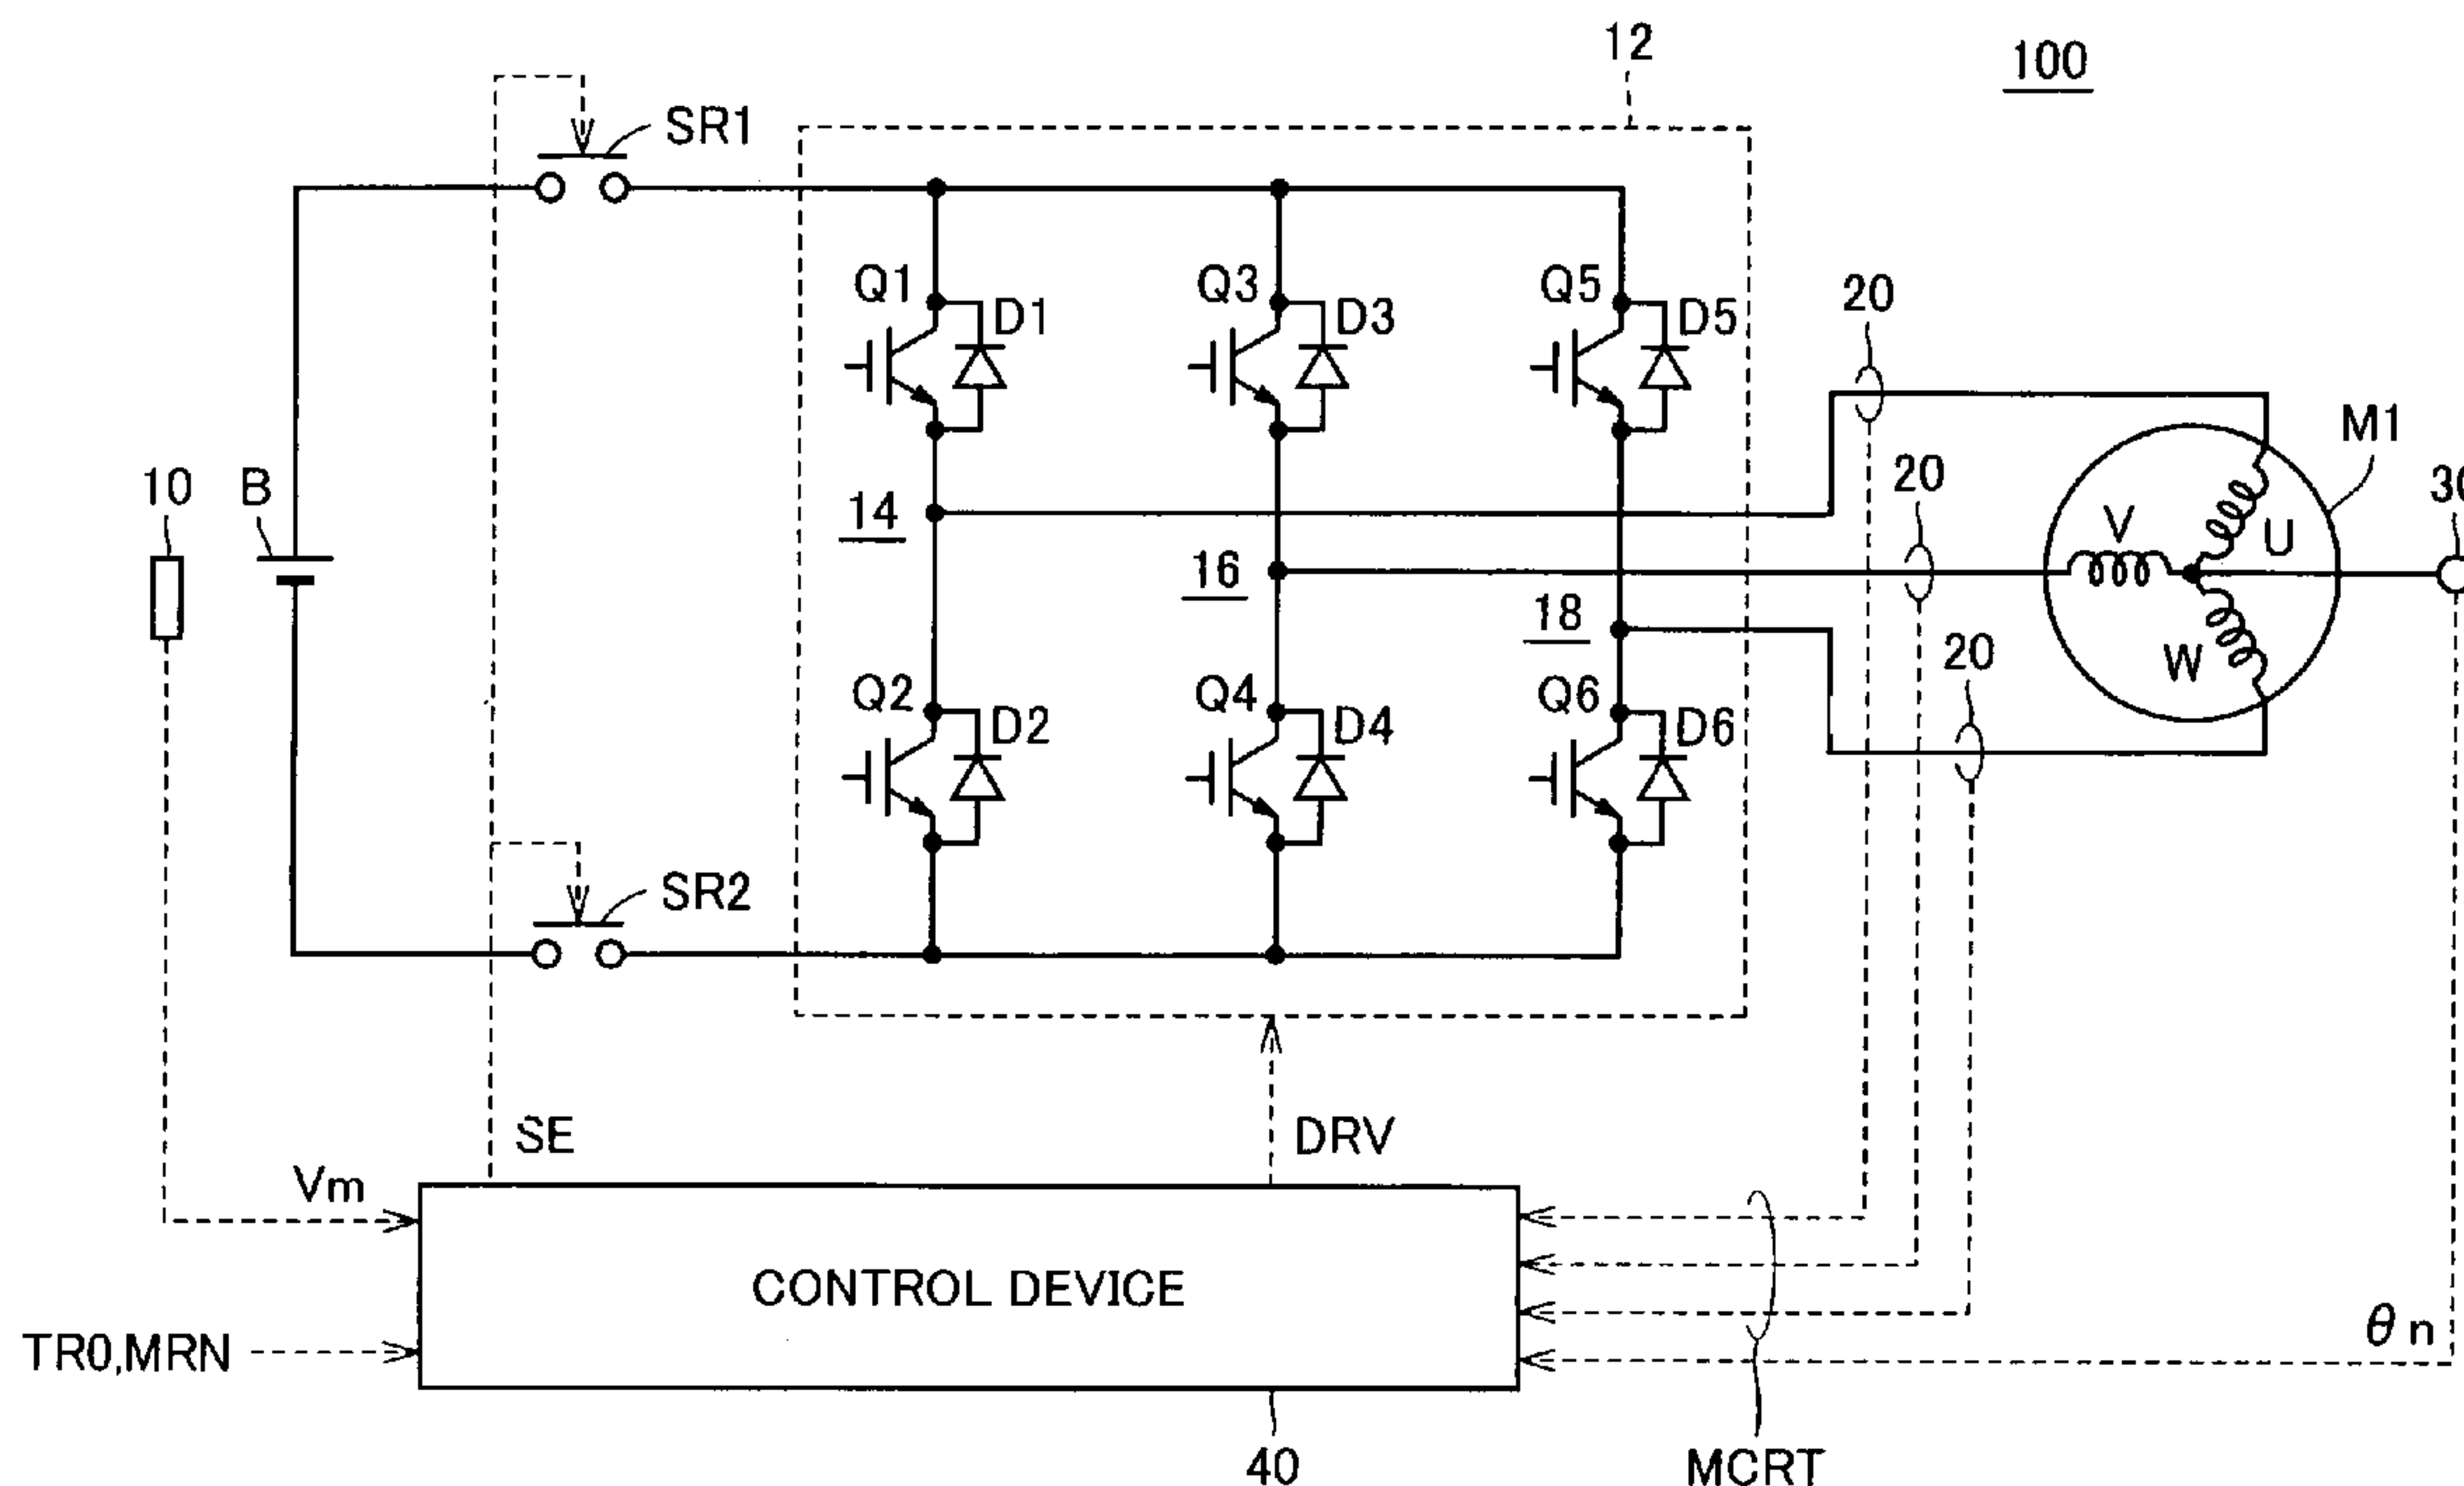 12
100
SR1
Q1
D1
Q3
D3
Q5
D5
20
M1
10
B
20
30
14
V
U
16
18
W
20
Q2
D2
Q4
D4
Q6
D6
SR2
SE
DRV
Vm
CONTROL DEVICE
θn
TR0,MRN
40
MCRT